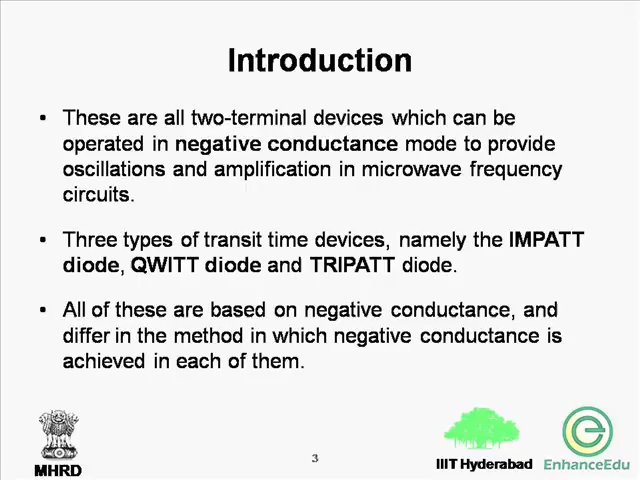 Introduction
• These are all two-terminal devices which can be
operated in negative conductance mode to provide
oscillations and amplification in microwave frequency
circuits.
• Three types of transit time devices, namely the IMPATT
diode, QWITT diode and TRIPATT diode.
• All of these are based on negative conductance, and
differ in the method in which negative conductance is
achieved in each of them.
MHRD
3
IIIT Hyderabad
EnhanceEdu